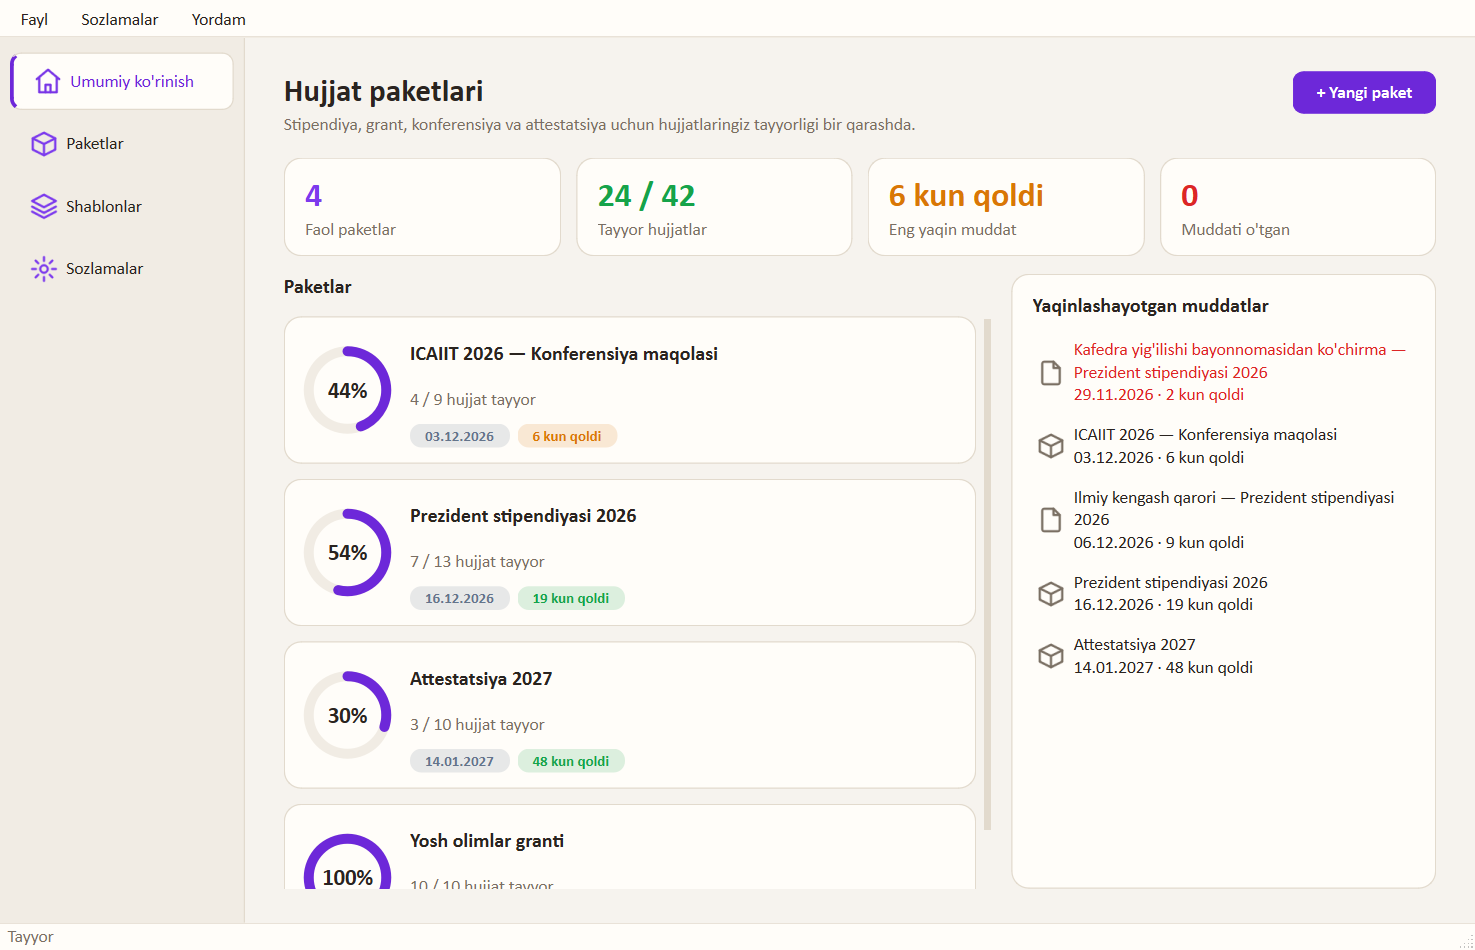 Fayl Sozlamalar Yordam
Umumiy ko'rinish
Paketlar
Shablonlar
Sozlamalar
Hujjat paketlari
Stipendiya, grant, konferensiya va attestatsiya uchun hujjatlaringiz tayyorligi bir qarashda.
+ Yangi paket
4
Faol paketlar
24 / 42
Tayyor hujjatlar
6 kun qoldi
Eng yaqin muddat
0
Muddati o'tgan
Paketlar
44%
ICAIIT 2026 — Konferensiya maqolasi
4 / 9 hujjat tayyor
03.12.2026 6 kun qoldi
54%
Prezident stipendiyasi 2026
7 / 13 hujjat tayyor
16.12.2026 19 kun qoldi
30%
Attestatsiya 2027
3 / 10 hujjat tayyor
14.01.2027 48 kun qoldi
100%
Yosh olimlar granti
10 / 10 hujjat tayyor
Yaqinlashayotgan muddatlar
Kafedra yig'ilishi bayonnomasidan ko'chirma —
Prezident stipendiyasi 2026
29.11.2026 · 2 kun qoldi
ICAIIT 2026 — Konferensiya maqolasi
03.12.2026 · 6 kun qoldi
Ilmiy kengash qarori — Prezident stipendiyasi
2026
06.12.2026 · 9 kun qoldi
Prezident stipendiyasi 2026
16.12.2026 · 19 kun qoldi
Attestatsiya 2027
14.01.2027 · 48 kun qoldi
Tayyor